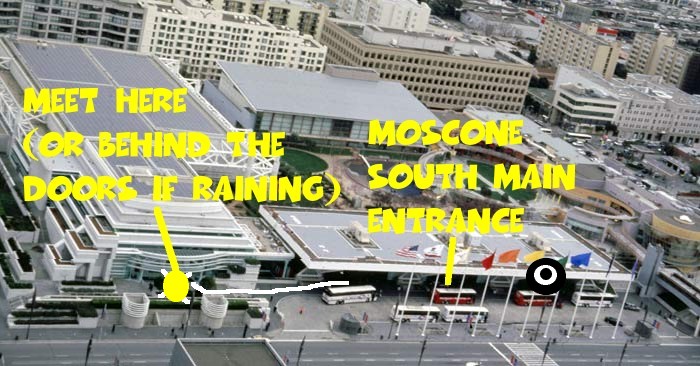 MEET HERE
(OR BEHIND THE
DOORS IF RAINING)
MOSCONE
SOUTH MAIN
ENTRANCE